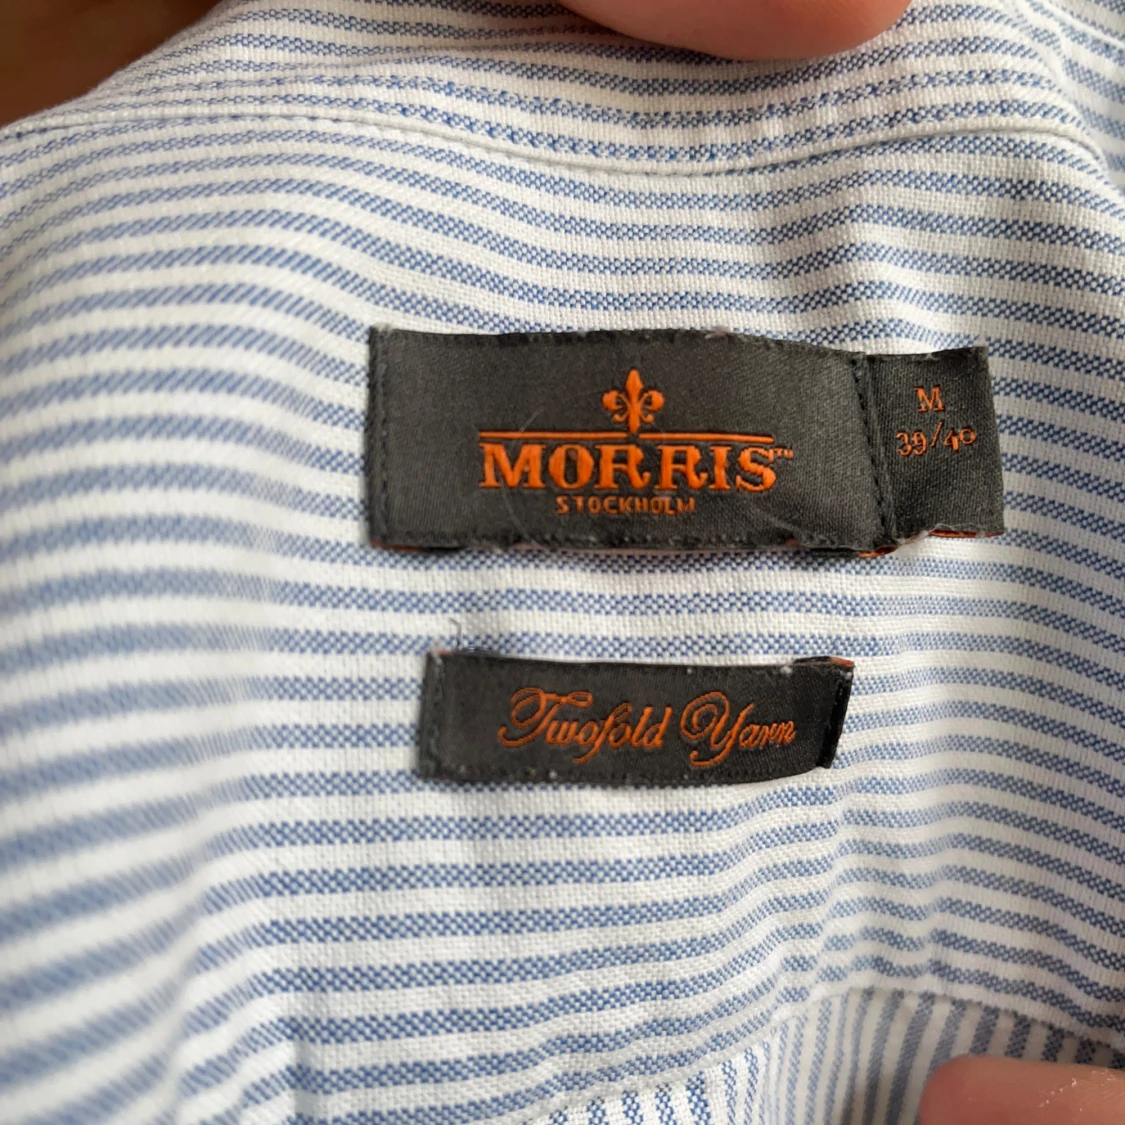 MORRIS™
STOCKHOLM
M
39/40
Twofold Yarn